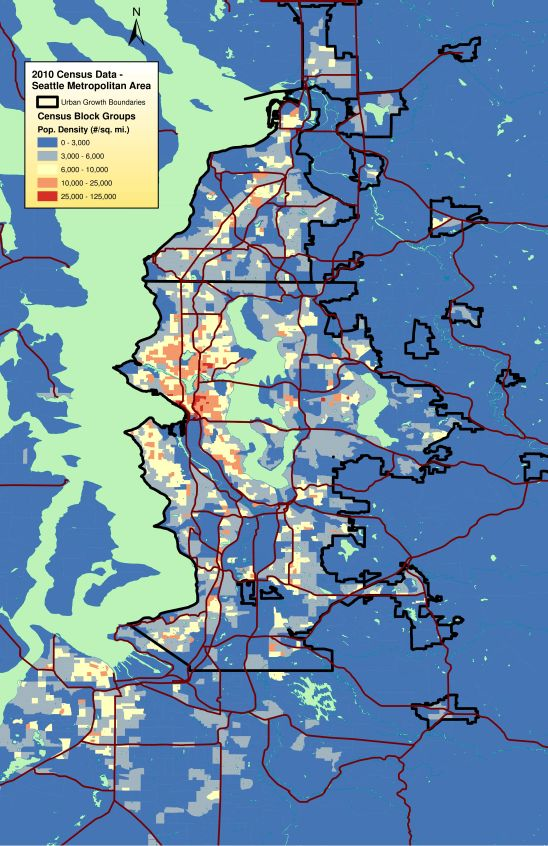 N
2010 Census Data -
Seattle Metropolitan Area
Urban Growth Boundaries
Census Block Groups
Pop. Density (#/sq. mi.)
0 - 3,000
3,000 - 6,000
6,000 - 10,000
10,000 - 25,000
25,000 - 125,000